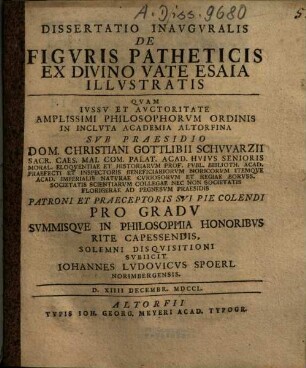 A. Diss. 9680
5
DISSERTATIO INAVGVRALIS
DE
FIGVRIS PATHETICIS
EX DIVINO VATE ESAIA
ILLVSTRATIS
QVAM
IVSSV ET AVCTORITATE
AMPLISSIMI PHILOSOPHORVM ORDINIS
IN INCLVTA ACADEMIA ALTORFINA
SVB PRAESIDIO
DOM. CHRISTIANI GOTTLIBII SCHVVARZII
SACR. CAES. MAI. COM. PALAT. ACAD. HVIVS SENIORIS
MORAL. ELOQVENTIAE ET HISTORIARVM PROF. PVBL. BIBLIOTH. ACAD.
PRAEFECTI ET INSPECTORIS BENEFICIARIORVM NORICORVM ITEMQVE
ACAD. IMPERIALIS NATVRAE CVRIOSORVM ET REGIAE BORVSS.
SOCIETATIS SCIENTIARVM COLLEGAE NEC NON SOCIETATIS
FLORIGERAE AD PEGNESVM PRAESIDIS
PATRONI ET PRAECEPTORIS SVI PIE COLENDI
PRO GRADV
SVMMISQVE IN PHILOSOPHIA HONORIBVS
RITE CAPESSENDIS,
SOLEMNI DISQVISITIONI
SVBIICIT
IOHANNES LVDOVICVS SPOERL
NORIMBERGENSIS.
D. XIIII DECEMBR. MDCCL.
ALTORFII
TYPIS IOH. GEORG. MEYERI ACAD. TYPOGR.